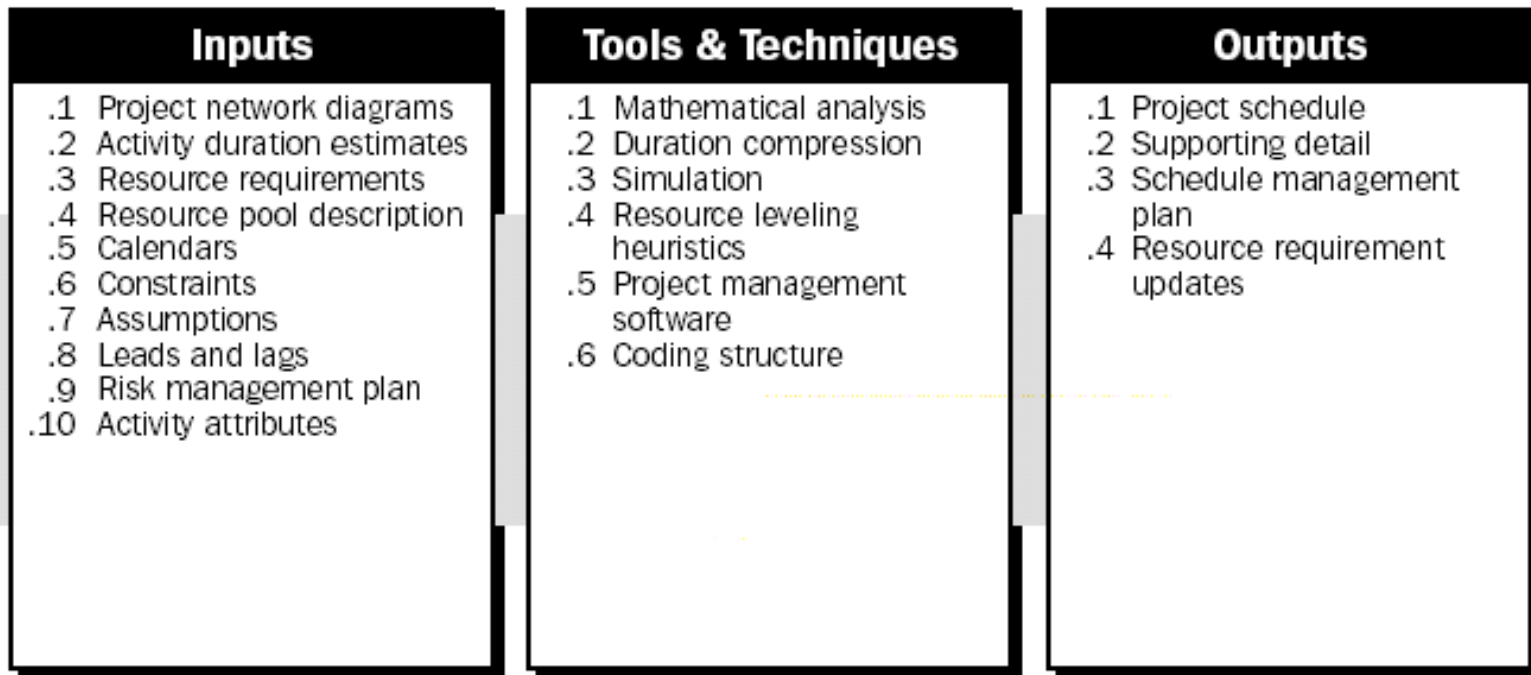 Inputs
.1 Project network diagrams
.2 Activity duration estimates
.3 Resource requirements
.4 Resource pool description
.5 Calendars
.6 Constraints
.7 Assumptions
.8 Leads and lags
.9 Risk management plan
.10 Activity attributes
Tools & Techniques
.1 Mathematical analysis
.2 Duration compression
.3 Simulation
.4 Resource leveling
heuristics
.5 Project management
software
.6 Coding structure
Outputs
.1 Project schedule
.2 Supporting detail
.3 Schedule management
plan
.4 Resource requirement
updates